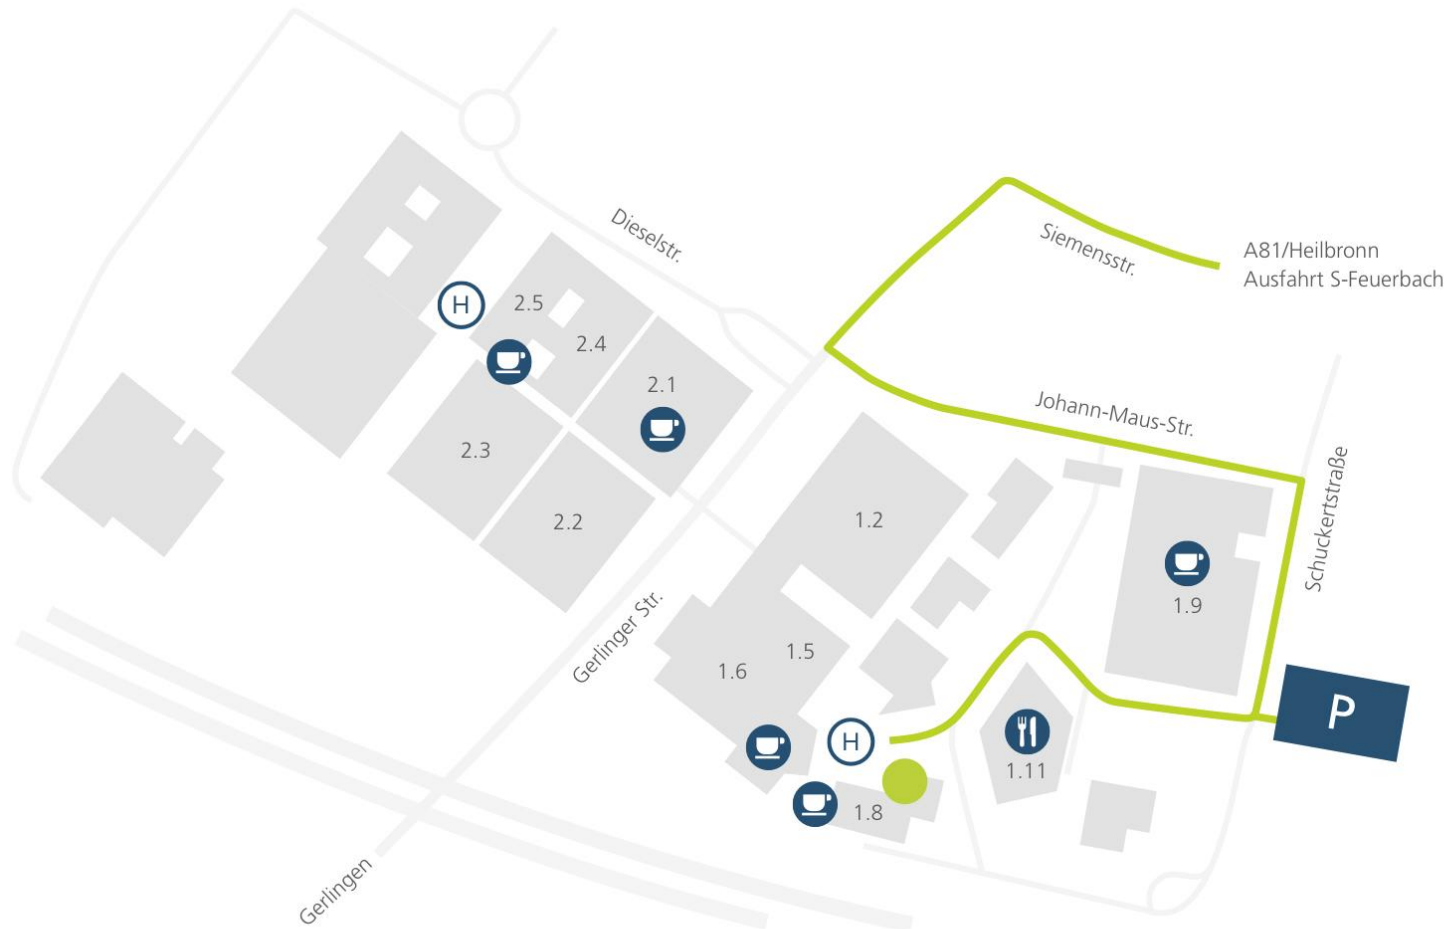 Dieselstr.
Siemensstr.
A81/Heilbronn
Ausfahrt S-Feuerbach
H
2.5
2.4
2.1
Johann-Maus-Str.
2.3
2.2
1.2
Schuckertstraße
1.9
Gerlinger Str.
1.5
1.6
P
H
1.11
1.8
Gerlingen